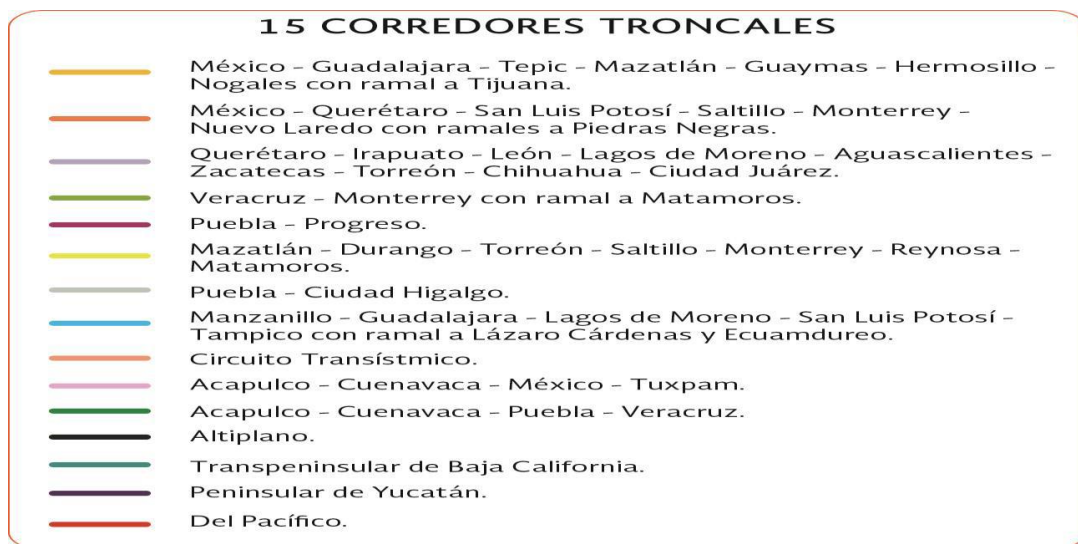 15 CORREDORES TRONCALES
México – Guadalajara – Tepic – Mazatlán – Guaymas – Hermosillo –
Nogales con ramal a Tijuana.
México – Querétaro – San Luis Potosí – Saltillo – Monterrey –
Nuevo Laredo con ramales a Piedras Negras.
Querétaro – Irapuato – León – Lagos de Moreno – Aguascalientes –
Zacatecas – Torreón – Chihuahua – Ciudad Juárez.
Veracruz – Monterrey con ramal a Matamoros.
Puebla – Progreso.
Mazatlán – Durango – Torreón – Saltillo – Monterrey – Reynosa –
Matamoros.
Puebla – Ciudad Higalgo.
Manzanillo – Guadalajara – Lagos de Moreno – San Luis Potosí –
Tampico con ramal a Lázaro Cárdenas y Ecuamdureo.
Circuito Transístmico.
Acapulco – Cuenavaca – México – Tuxpam.
Acapulco – Cuenavaca – Puebla – Veracruz.
Altiplano.
Transpeninsular de Baja California.
Peninsular de Yucatán.
Del Pacífico.